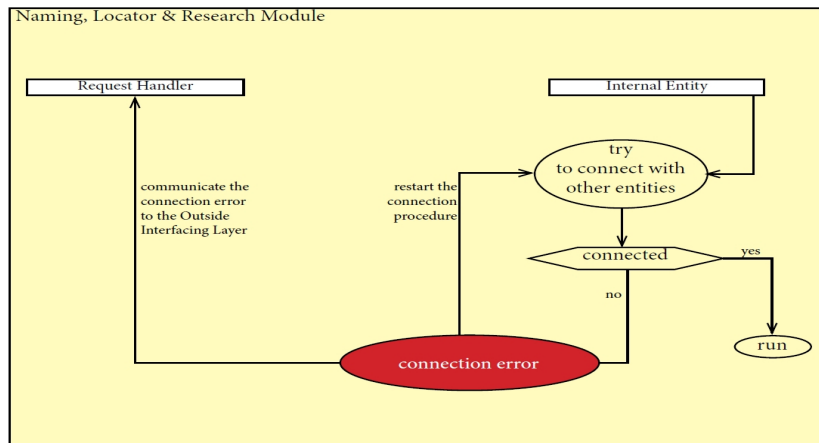 Naming, Locator & Research Module
Request Handler
Internal Entity
try
to connect with
other entities
communicate the
connection error
to the Outside
Interfacing Layer
restart the
connection
procedure
connected
yes
no
run
connection error